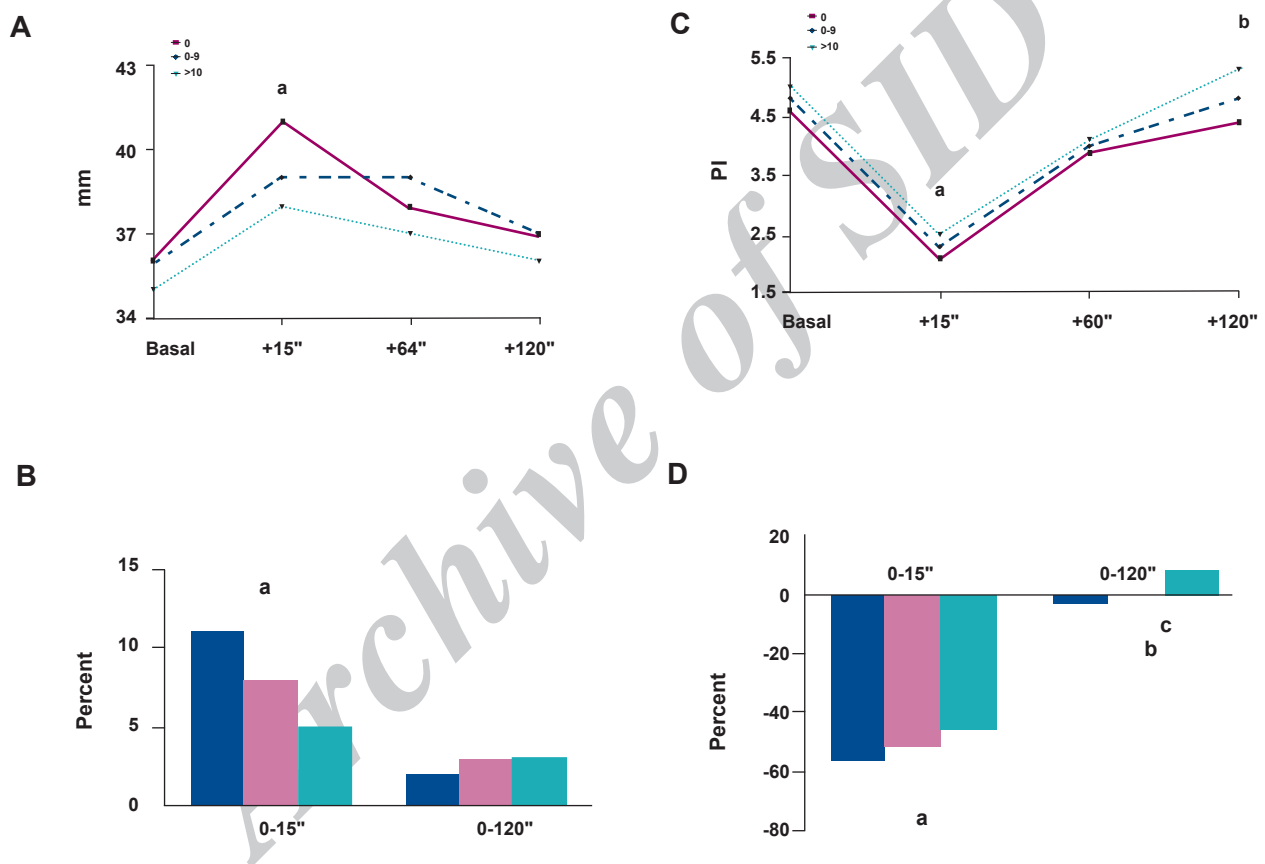 A
0
0-9
>10
43
40
37
34
mm
a
Basal +15" +64" +120"
C
0
0-9
>10
b
5.5
4.5
3.5
2.5
1.5
PI
a
Basal +15" +60" +120"
B
15
10
5
0
Percent
a
0-15" 0-120"
D
20
0
-20
-40
-60
-80
Percent
0-15" 0-120"
c
b
a
Archive of SID